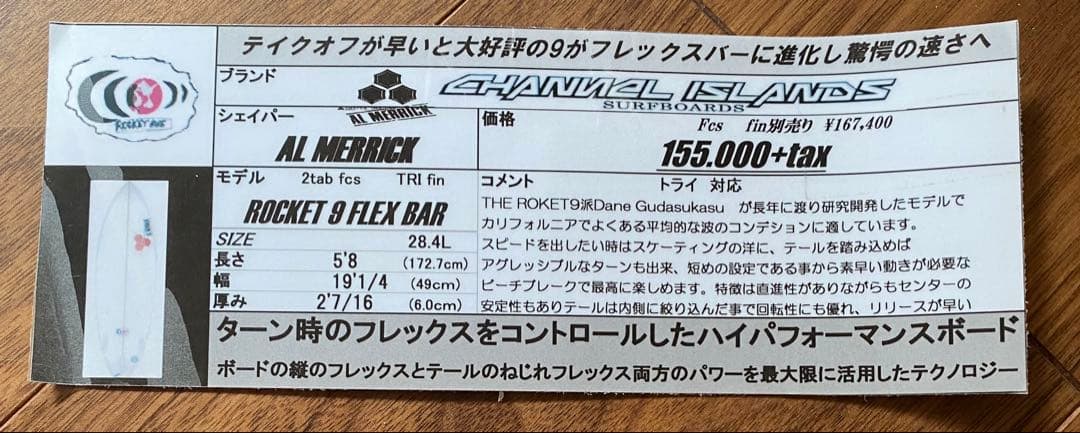 テイクオフが早いと大好評の9がフレックスバーに進化し驚愕の速さへ
ROCKET
ブランド
AL MERRICK
CHANNEL ISLANDS
SURFBOARDS
シェイパー
AL MERRICK
価格
Fcs fin別売り ¥167,400
155.000+tax
モデル 2tab fcs TRI fin
ROCKET 9 FLEX BAR
コメント トライ 対応
THE ROKET9派Dane Gudasukasu が長年に渡り研究開発したモデルで
カリフォルニアでよくある平均的な波のコンデションに適しています。
スピードを出したい時はスケーティングの洋に、テールを踏み込めば
アグレッシブルなターンも出来、短めの設定である事から素早い動きが必要な
ビーチブレークで最高に楽しめます。特徴は直進性がありながらもセンターの
安定性もありテールは内側に絞り込んだ事で回転性にも優れ、リリースが早い
SIZE 28.4L
長さ 5'8 (172.7cm)
幅 19'1/4 (49cm)
厚み 2'7/16 (6.0cm)
ターン時のフレックスをコントロールしたハイパフォーマンスボード
ボードの縦のフレックスとテールのねじれフレックス両方のパワーを最大限に活用したテクノロジー